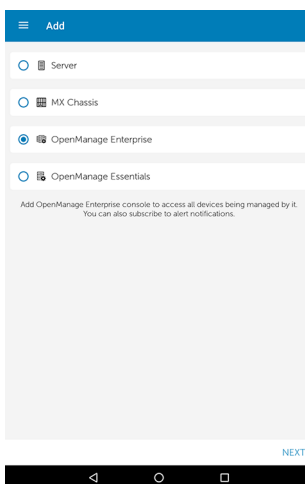 Add
Server
MX Chassis
OpenManage Enterprise
OpenManage Essentials
Add OpenManage Enterprise console to access all devices being managed by it.
You can also subscribe to alert notifications.
NEXT